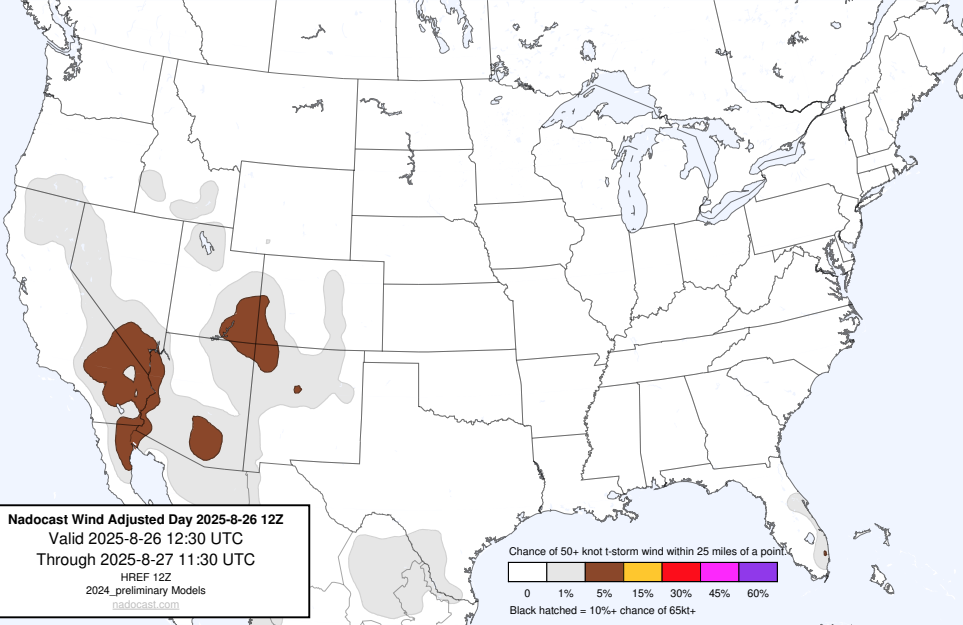 Nadocast Wind Adjusted Day 2025-8-26 12Z
Valid 2025-8-26 12:30 UTC
Through 2025-8-27 11:30 UTC
HREF 12Z
2024_preliminary Models
nadocast.com
Chance of 50+ knot t-storm wind within 25 miles of a point.
0 1% 5% 15% 30% 45% 60%
Black hatched = 10%+ chance of 65kt+